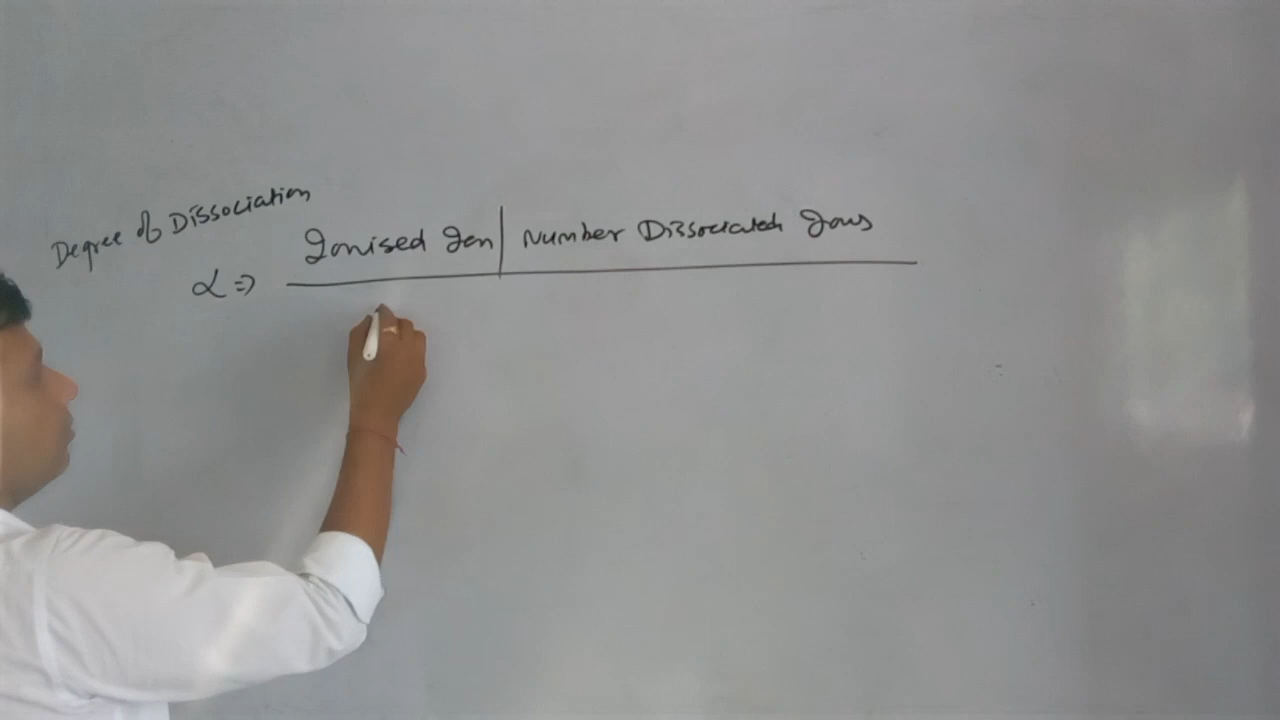 Degree of Dissociation
α ⇒ Ionised Ion | Number Dissociated Ions